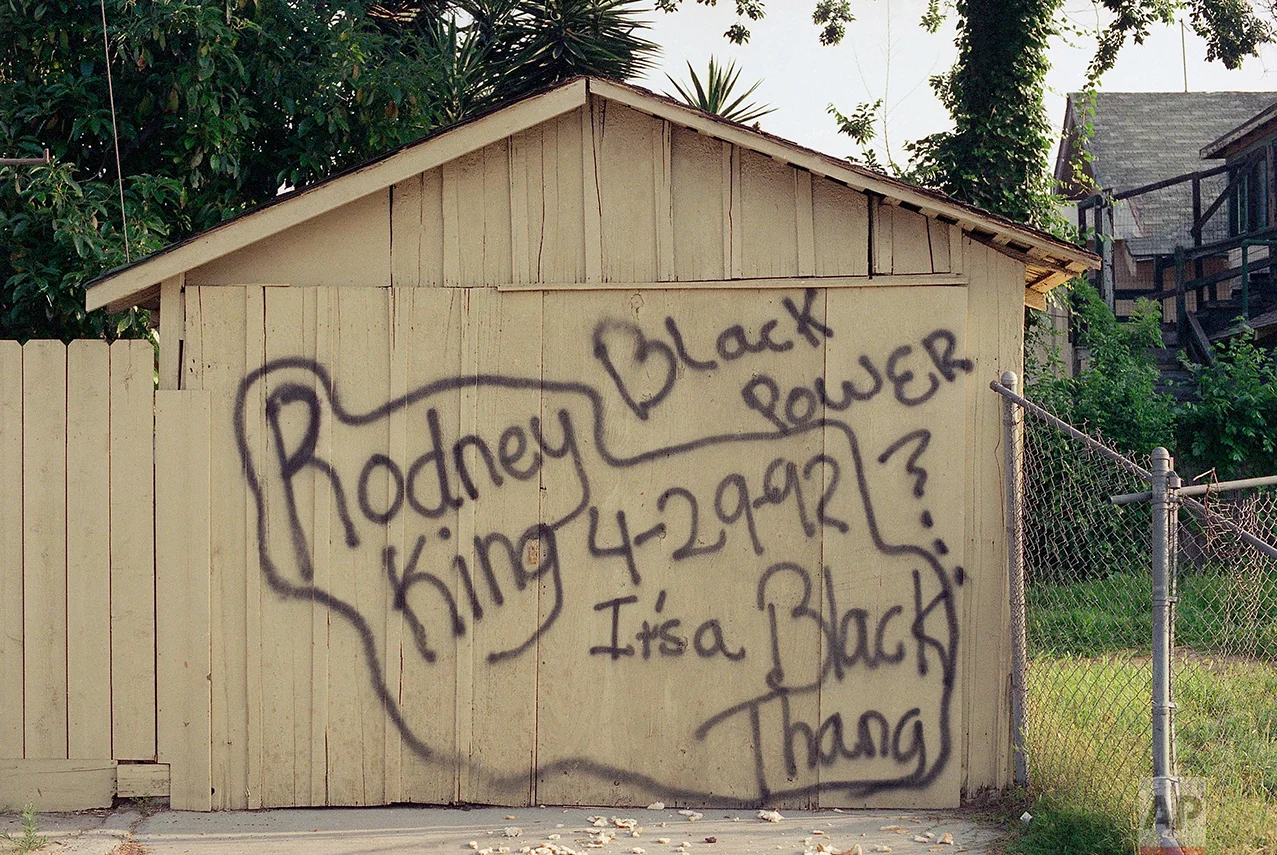 Black
POWER
Rodney
King
4-29-92
It's a Black
Thang
?
AP